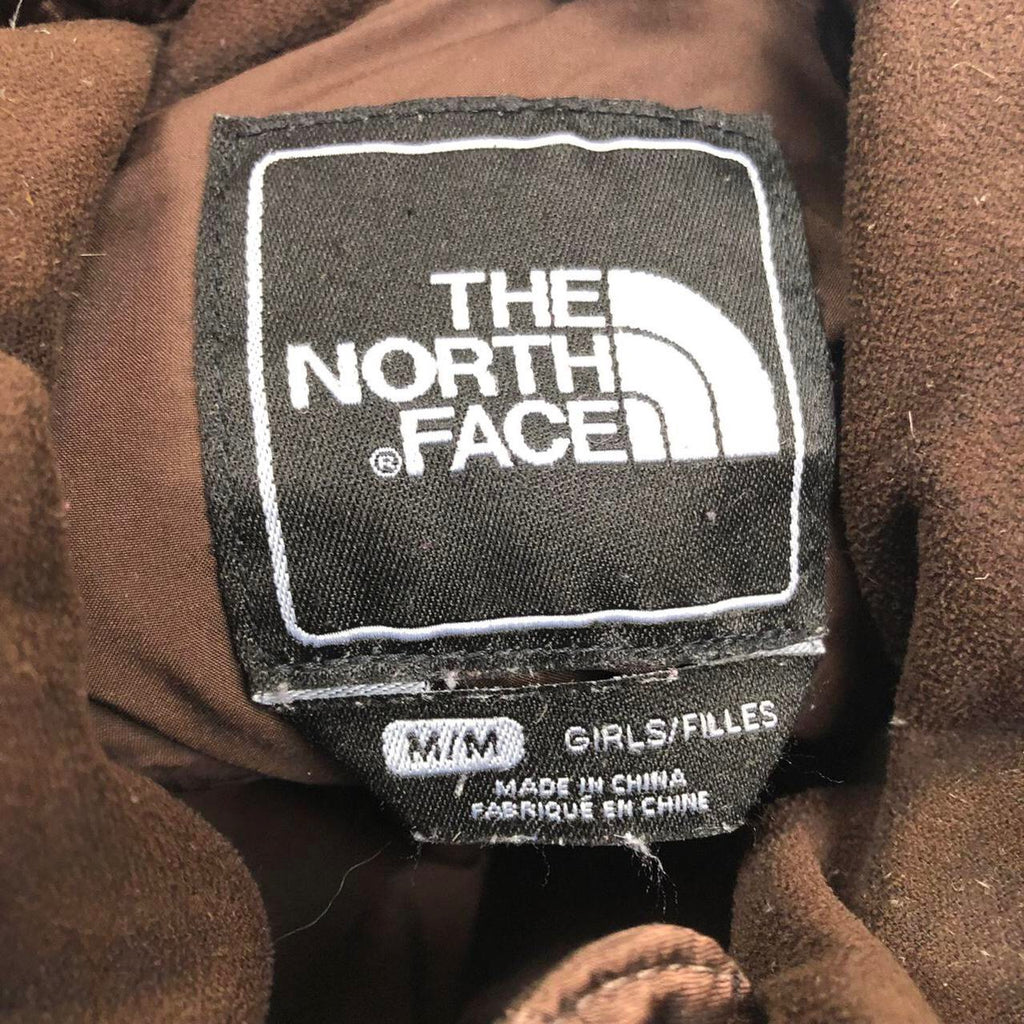 THE
NORTH
®FACE
M/M GIRLS/FILLES
MADE IN CHINA
FABRIQUÉ EN CHINE